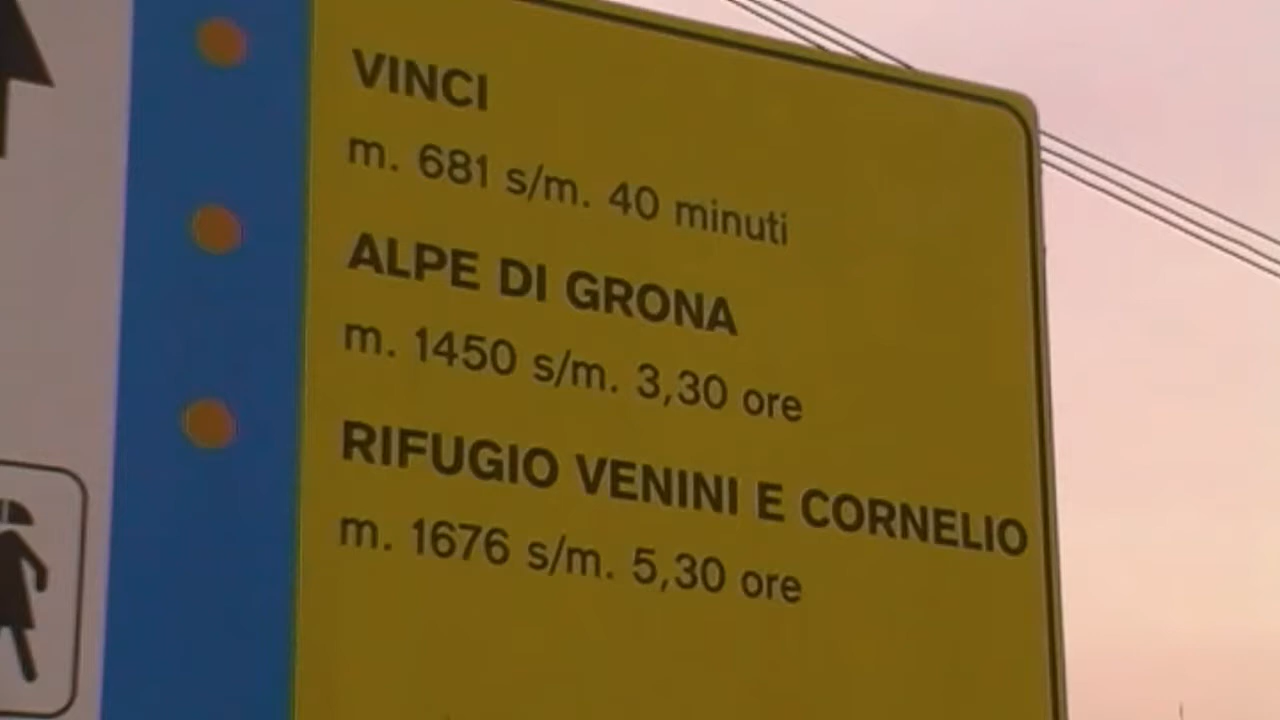 VINCI
m. 681 s/m. 40 minuti
ALPE DI GRONA
m. 1450 s/m. 3,30 ore
RIFUGIO VENINI E CORNELIO
m. 1676 s/m. 5,30 ore